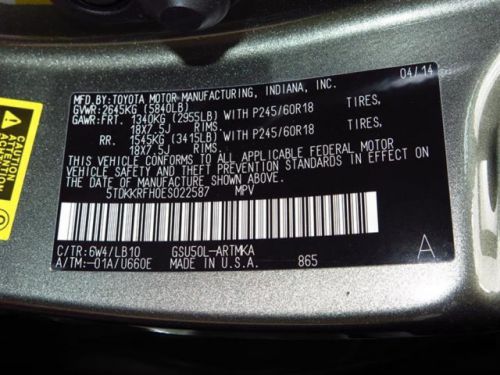 MFD. BY: TOYOTA MOTOR MANUFACTURING, INDIANA, INC. 04/14
GVWR:2645KG (5840LB)
GAWR:FRT. 1340KG (2955LB) WITH P245/60R18 TIRES,
18X7.5J RIMS.
RR. 1545KG (3415LB) WITH P245/60R18 TIRES,
18X7.5J RIMS.
THIS VEHICLE CONFORMS TO ALL APPLICABLE FEDERAL MOTOR
VEHICLE SAFETY AND THEFT PREVENTION STANDARDS IN EFFECT
ON THE DATE OF MANUFACTURE SHOWN ABOVE.
5TDKKRFH0ES022587 MPV
C/TR:6W4/LB10 GSU50L-ARTMKA A
A/TM:-01A/U660E MADE IN U.S.A. 865